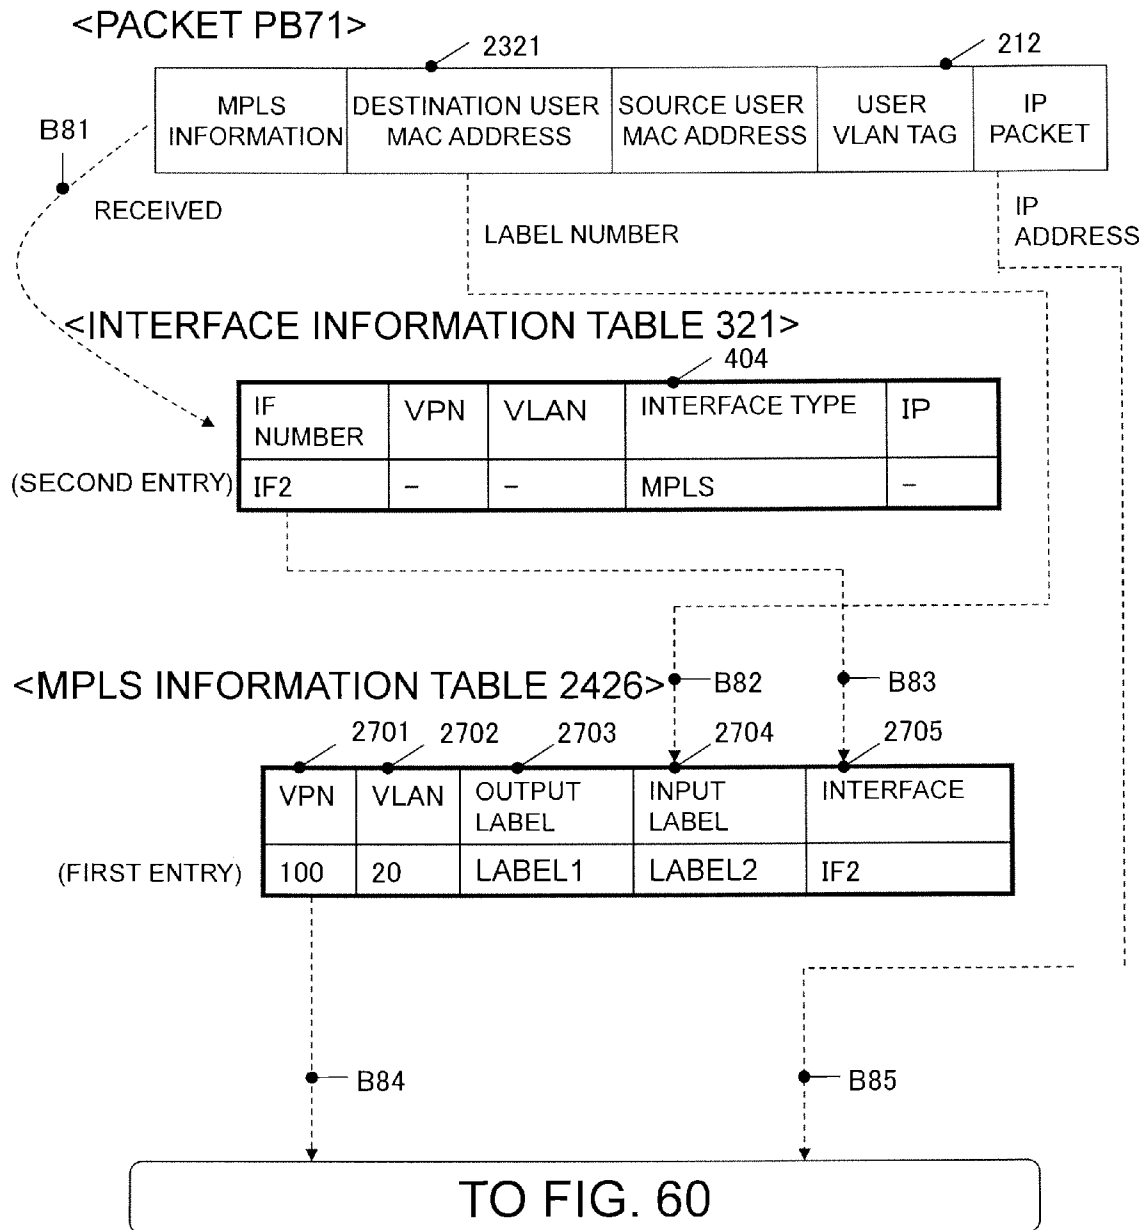 <PACKET PB71>
2321
212
MPLS INFORMATION
DESTINATION USER MAC ADDRESS
SOURCE USER MAC ADDRESS
USER VLAN TAG
IP PACKET
B81
RECEIVED
LABEL NUMBER
IP ADDRESS
<INTERFACE INFORMATION TABLE 321>
404
IF NUMBER
VPN
VLAN
INTERFACE TYPE
IP
(SECOND ENTRY)
IF2
–
–
MPLS
–
<MPLS INFORMATION TABLE 2426>
B82
B83
2701
2702
2703
2704
2705
VPN
VLAN
OUTPUT LABEL
INPUT LABEL
INTERFACE
(FIRST ENTRY)
100
20
LABEL1
LABEL2
IF2
B84
B85
TO FIG. 60